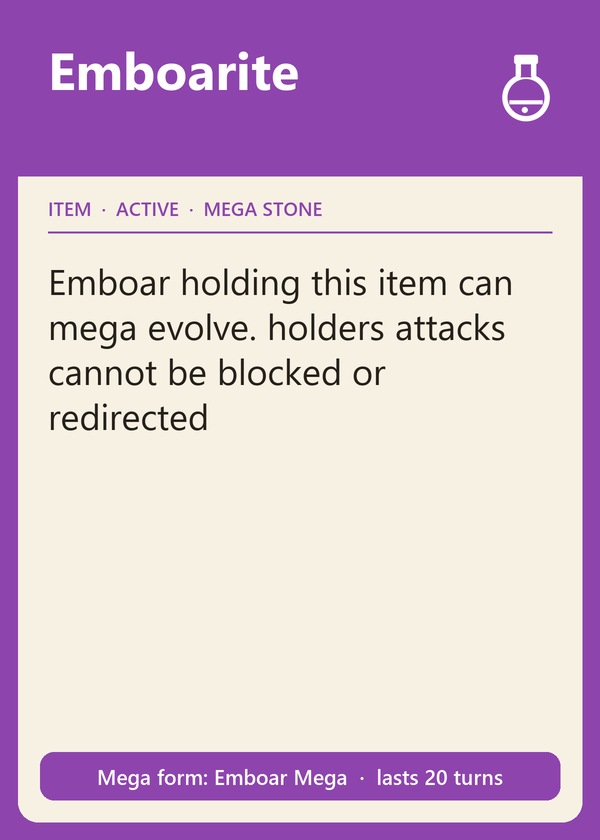 Emboarite
ITEM · ACTIVE · MEGA STONE
Emboar holding this item can
mega evolve. holders attacks
cannot be blocked or
redirected
Mega form: Emboar Mega · lasts 20 turns